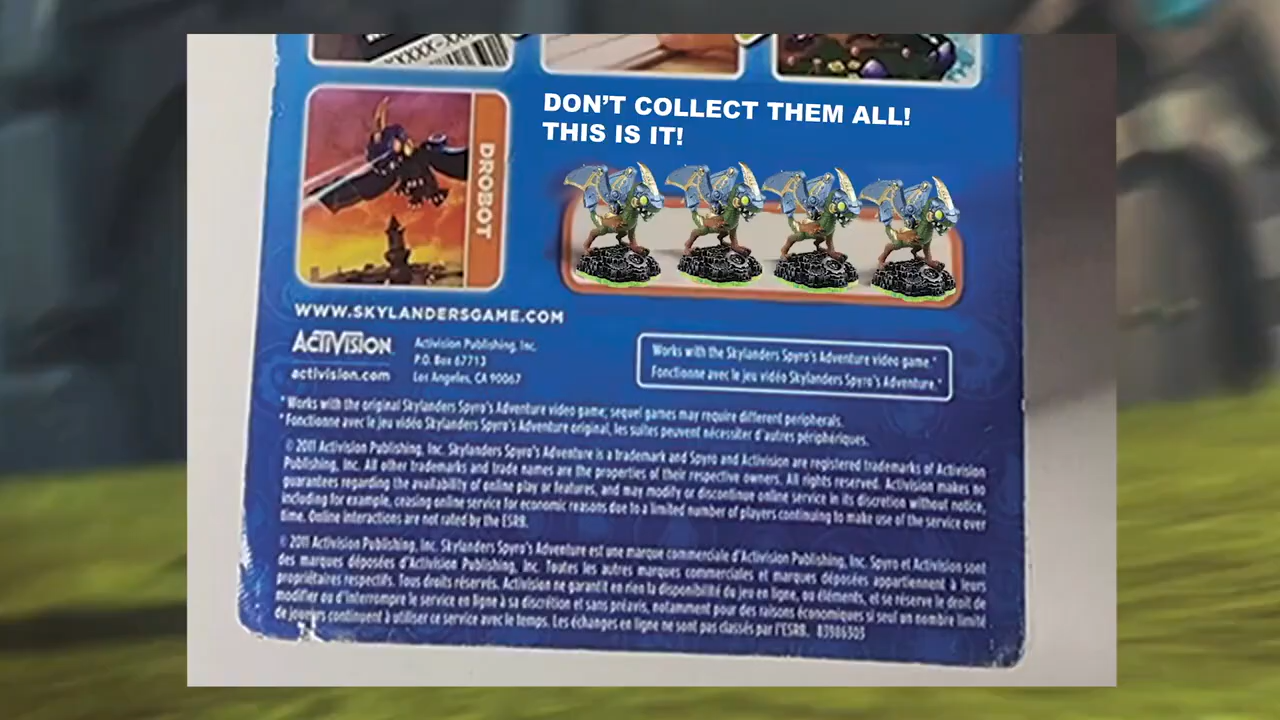 DON'T COLLECT THEM ALL!
THIS IS IT!
DROBOT
WWW.SKYLANDERSGAME.COM
ACTIVISION
activision.com
Activision Publishing, Inc.
P.O. Box 67713
Los Angeles, CA 90067
Works with the Skylanders Spyro's Adventure video game.*
Fonctionne avec le jeu vidéo Skylanders Spyro's Adventure.*
* Works with the original Skylanders Spyro's Adventure video game, sequel games may require different peripherals.
* Fonctionne avec le jeu vidéo Skylanders Spyro's Adventure original, les suites peuvent nécessiter d'autres périphériques.
© 2011 Activision Publishing, Inc. Skylanders Spyro's Adventure is a trademark and Spyro and Activision are registered trademarks of Activision
Publishing, Inc. All other trademarks and trade names are the properties of their respective owners. All rights reserved. Activision makes no
guarantees regarding the availability of online play or features, and may modify or discontinue online service in its discretion without notice,
including for example, ceasing online service for economic reasons due to a limited number of players continuing to make use of the service over
time. Online interactions are not rated by the ESRB.
© 2011 Activision Publishing, Inc. Skylanders Spyro's Adventure est une marque commerciale d'Activision Publishing, Inc. Spyro et Activision sont
des marques déposées d'Activision Publishing, Inc. Toutes les autres marques commerciales et marques déposées appartiennent à leurs
propriétaires respectifs. Tous droits réservés. Activision ne garantit en rien la disponibilité du jeu en ligne, ou éléments, et se réserve le droit de
modifier ou d'interrompre le service en ligne à sa discrétion et sans préavis, notamment pour des raisons économiques si seul un nombre limité
de joueurs continuent à utiliser ce service avec le temps. Les échanges en ligne ne sont pas classés par l'ESRB. 83986303